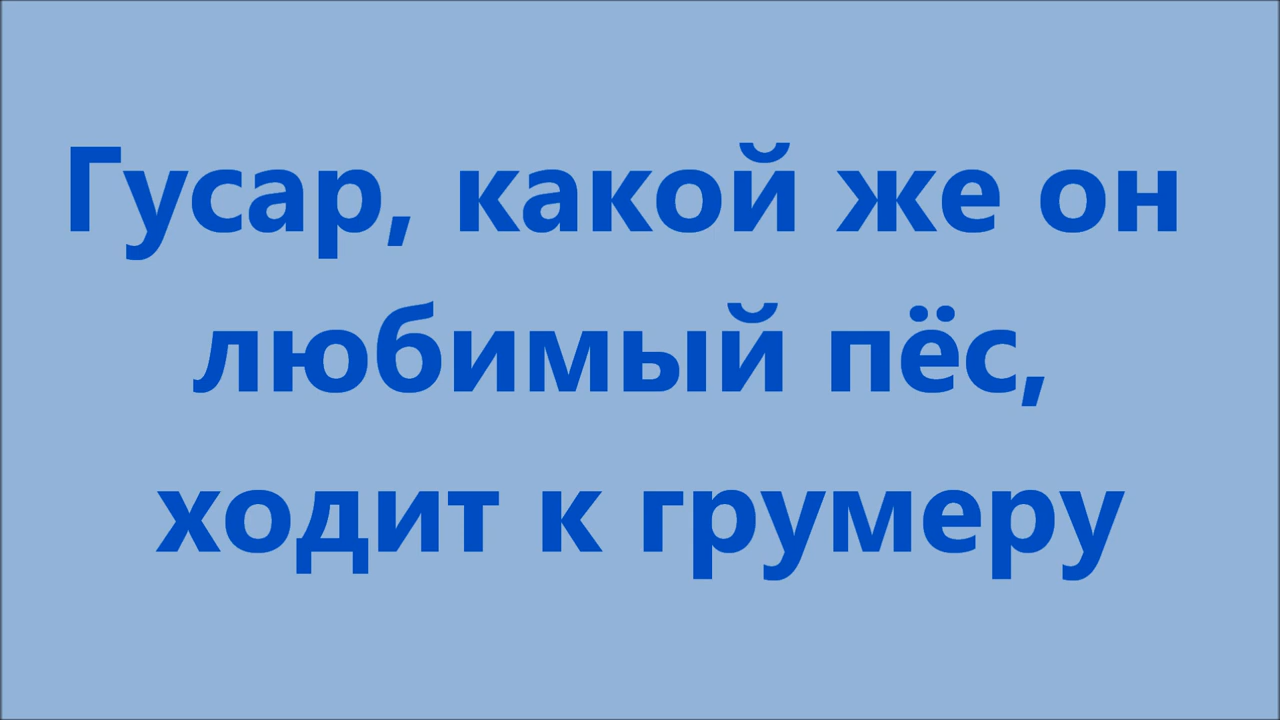 Гусар, какой же он
любимый пёс,
ходит к грумеру